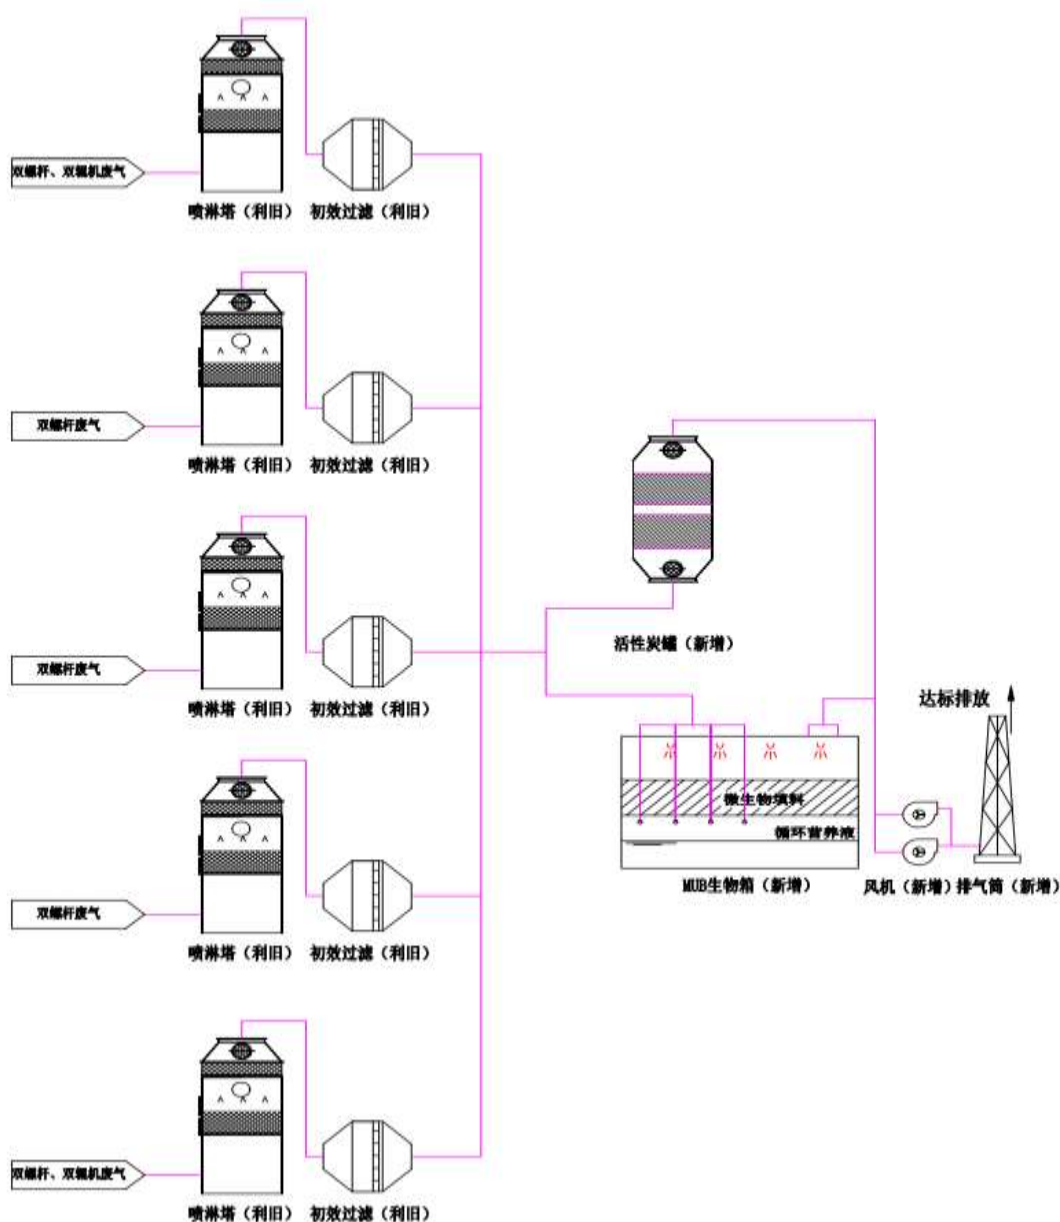 双螺杆、双辊机废气
喷淋塔（利旧） 初效过滤（利旧）
双螺杆废气
喷淋塔（利旧） 初效过滤（利旧）
双螺杆废气
喷淋塔（利旧） 初效过滤（利旧）
活性炭罐（新增）
达标排放
微生物填料
循环营养液
MUB生物箱（新增）
风机（新增）
排气筒（新增）
双螺杆废气
喷淋塔（利旧） 初效过滤（利旧）
双螺杆、双辊机废气
喷淋塔（利旧） 初效过滤（利旧）